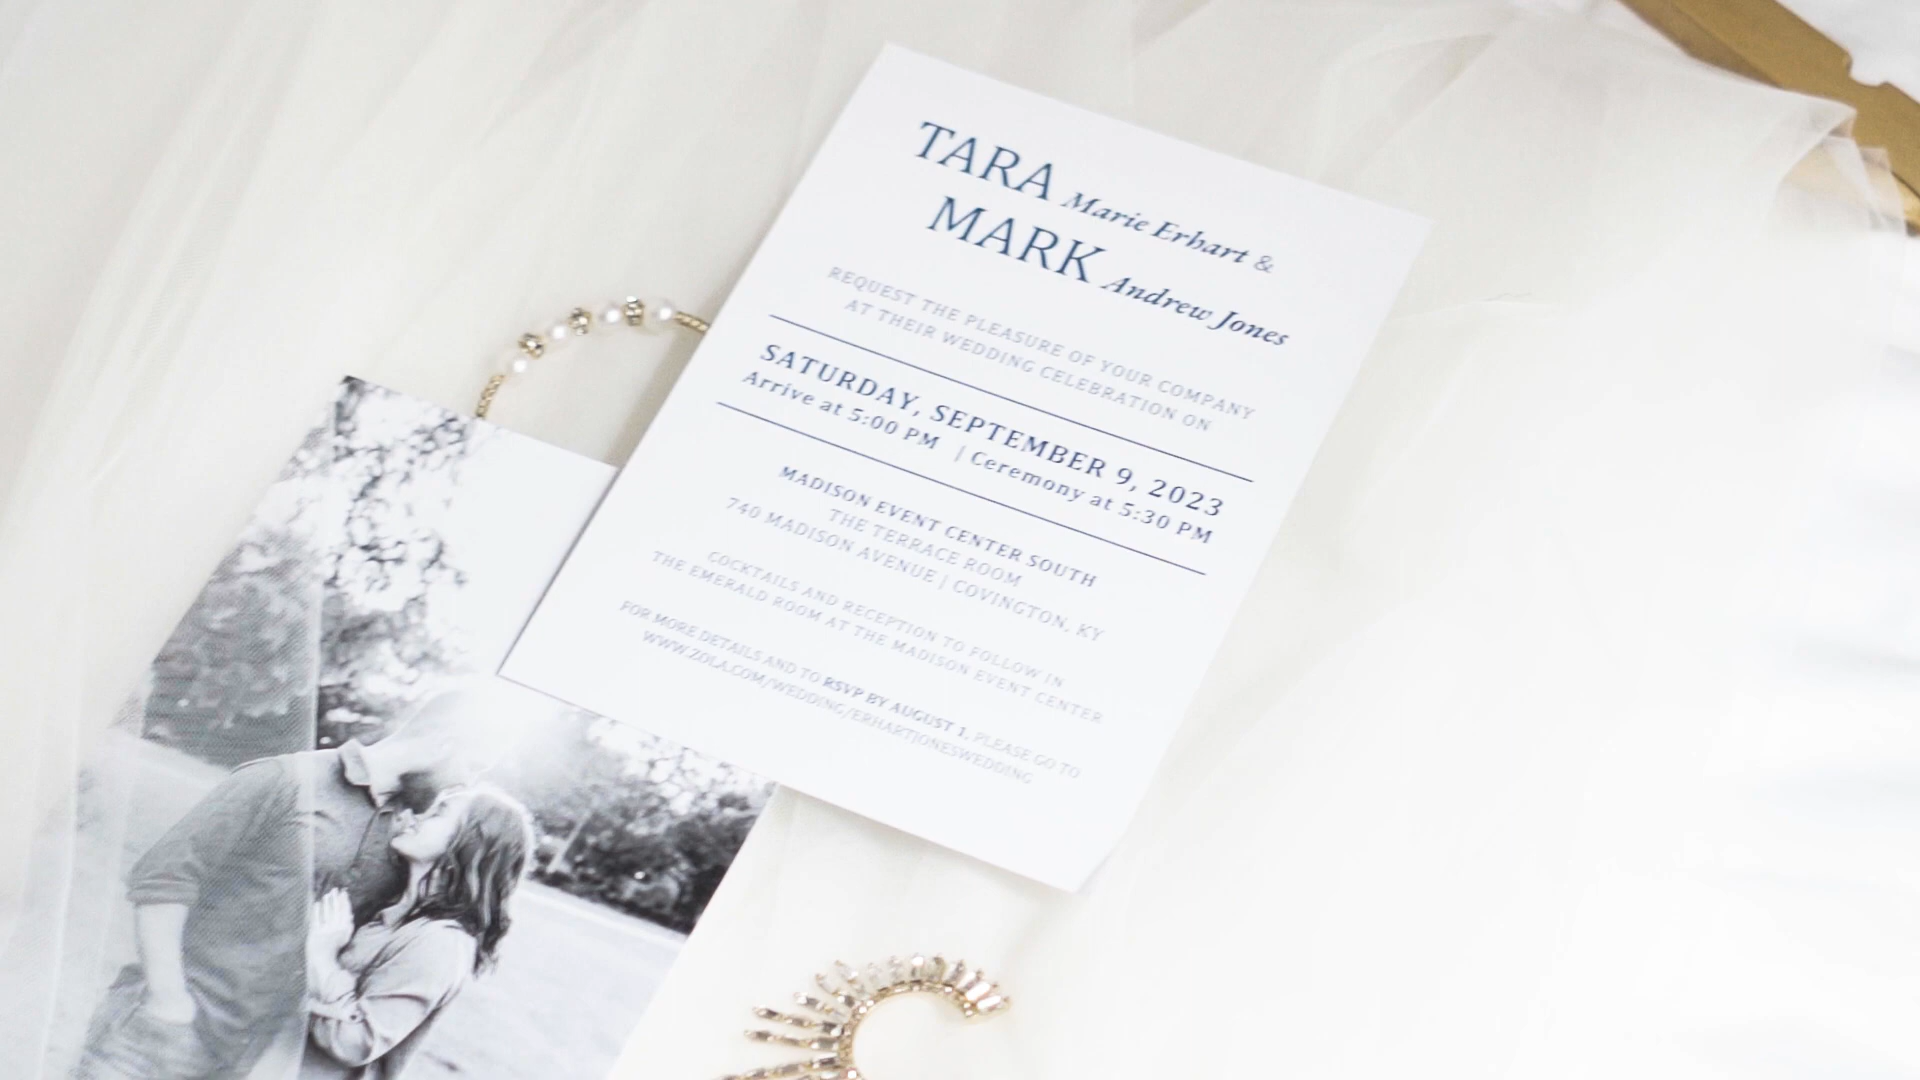 TARA Marie Erhart &
MARK Andrew Jones
REQUEST THE PLEASURE OF YOUR COMPANY
AT THEIR WEDDING CELEBRATION ON
SATURDAY, SEPTEMBER 9, 2023
Arrive at 5:00 PM | Ceremony at 5:30 PM
MADISON EVENT CENTER SOUTH
THE TERRACE ROOM
740 MADISON AVENUE | COVINGTON, KY
COCKTAILS AND RECEPTION TO FOLLOW IN
THE EMERALD ROOM AT THE MADISON EVENT CENTER
FOR MORE DETAILS AND TO RSVP BY AUGUST 1, PLEASE GO TO
WWW.ZOLA.COM/WEDDING/ERHARTJONESWEDDING